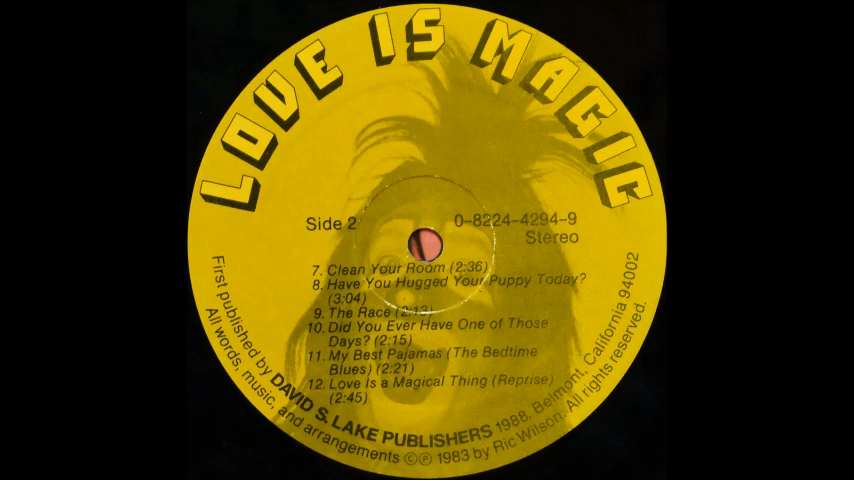 LOVE IS MAGIC
Side 2
0-8224-4294-9
Stereo
7. Clean Your Room (2:36)
8. Have You Hugged Your Puppy Today?
(3:04)
9. The Race (2:13)
10. Did You Ever Have One of Those
Days? (2:15)
11. My Best Pajamas (The Bedtime
Blues) (2:21)
12. Love Is a Magical Thing (Reprise)
(2:45)
First published by DAVID S. LAKE PUBLISHERS 1988. Belmont, California 94002
All words, music, and arrangements ©℗ 1983 by Ric Wilson. All rights reserved.